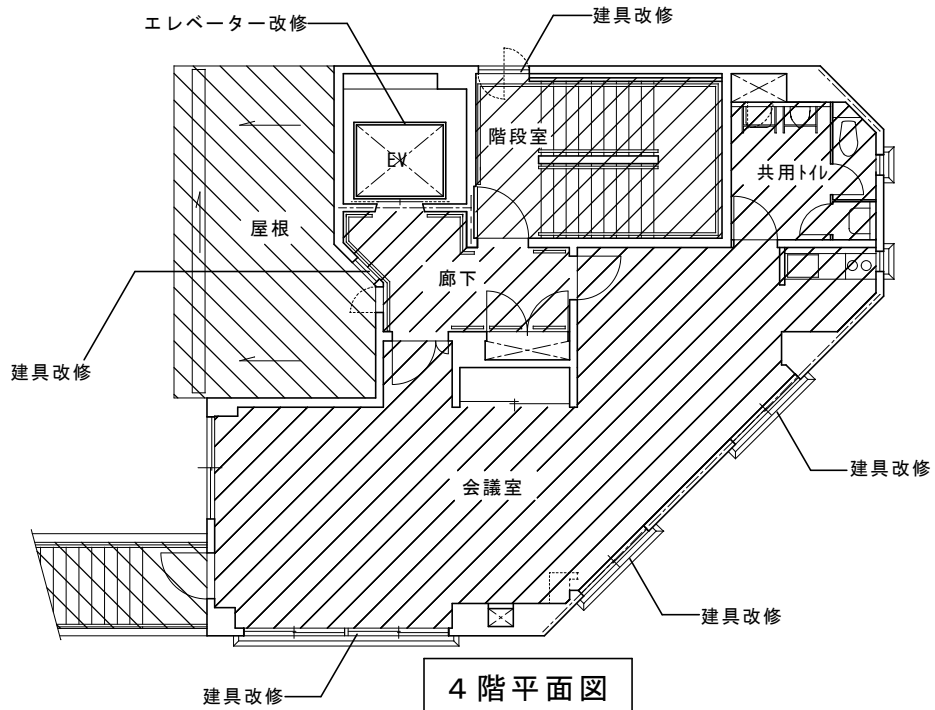 エレベーター改修
建具改修
階段室
EV
共用ﾄｲﾚ
屋根
廊下
建具改修
建具改修
会議室
建具改修
建具改修
４階平面図